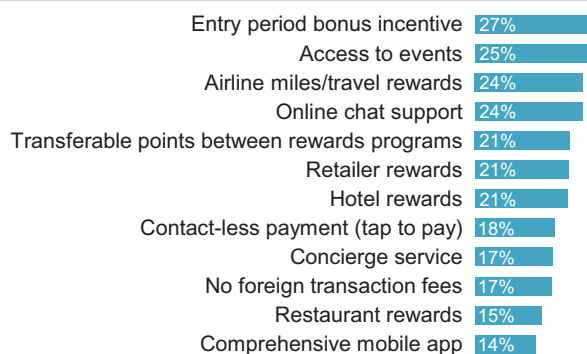 Entry period bonus incentive 27%
Access to events 25%
Airline miles/travel rewards 24%
Online chat support 24%
Transferable points between rewards programs 21%
Retailer rewards 21%
Hotel rewards 21%
Contact-less payment (tap to pay) 18%
Concierge service 17%
No foreign transaction fees 17%
Restaurant rewards 15%
Comprehensive mobile app 14%